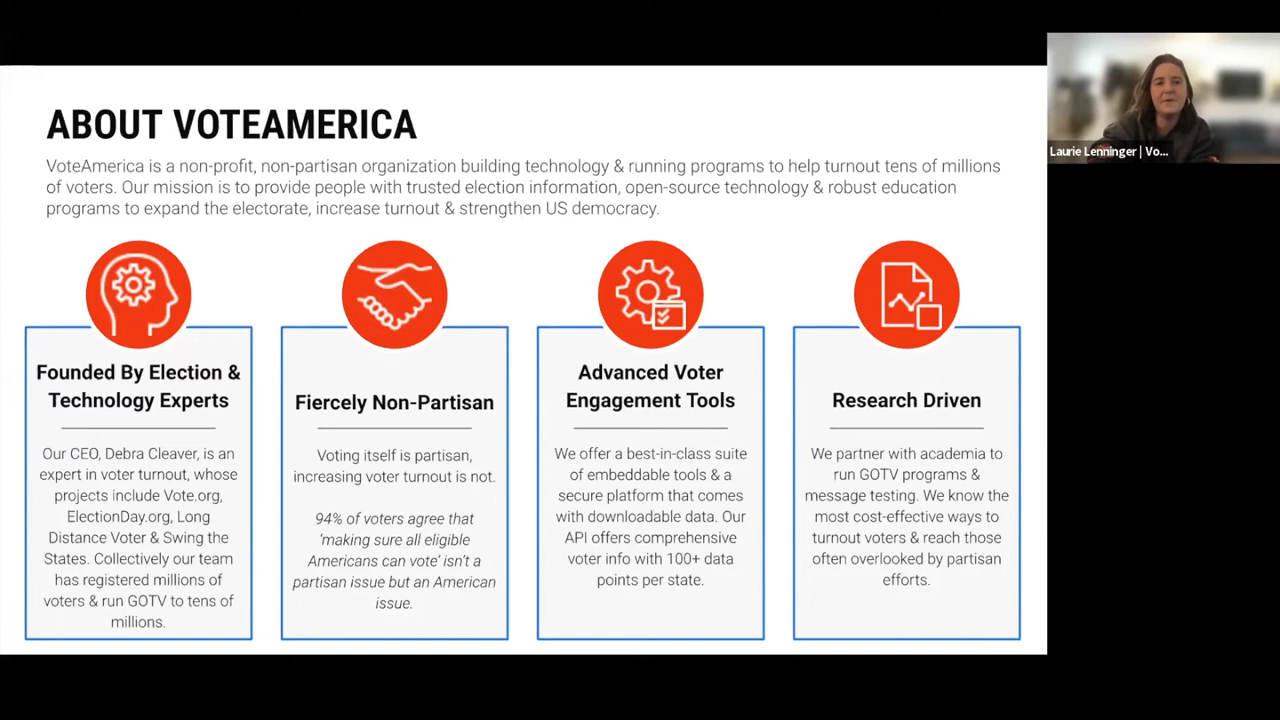 ABOUT VOTEAMERICA
VoteAmerica is a non-profit, non-partisan organization building technology & running programs to help turnout tens of millions
of voters. Our mission is to provide people with trusted election information, open-source technology & robust education
programs to expand the electorate, increase turnout & strengthen US democracy.
Founded By Election &
Technology Experts
Our CEO, Debra Cleaver, is an
expert in voter turnout, whose
projects include Vote.org,
ElectionDay.org, Long
Distance Voter & Swing the
States. Collectively our team
has registered millions of
voters & run GOTV to tens of
millions.
Fiercely Non-Partisan
Voting itself is partisan,
increasing voter turnout is not.
94% of voters agree that
‘making sure all eligible
Americans can vote’ isn’t a
partisan issue but an American
issue.
Advanced Voter
Engagement Tools
We offer a best-in-class suite
of embeddable tools & a
secure platform that comes
with downloadable data. Our
API offers comprehensive
voter info with 100+ data
points per state.
Research Driven
We partner with academia to
run GOTV programs &
message testing. We know the
most cost-effective ways to
turnout voters & reach those
often overlooked by partisan
efforts.
Laurie Lenninger | Vo...